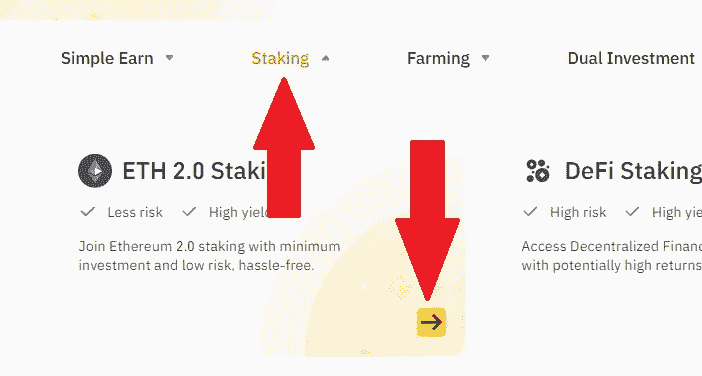 Simple Earn Staking Farming Dual Investment
ETH 2.0 Staki
DeFi Staking
Less risk High yield
High risk High yie
Join Ethereum 2.0 staking with minimum
investment and low risk, hassle-free.
Access Decentralized Financ
with potentially high returns